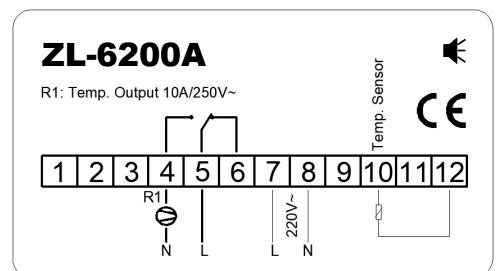 ZL-6200A
R1: Temp. Output 10A/250V~
Temp. Sensor
CE
1 2 3 4 5 6 7 8 9 10 11 12
R1
220V~
N L L N